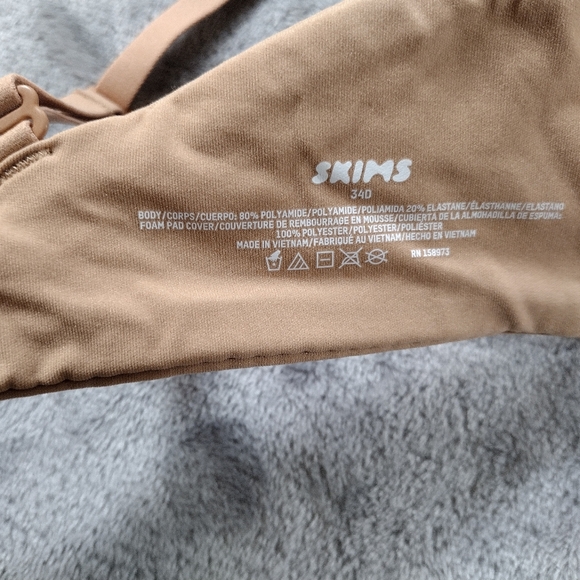 SKIMS
34D
BODY/CORPS/CUERPO: 80% POLYAMIDE/POLYAMIDE/POLIAMIDA 20% ELASTANE/ÉLASTHANNE/ELASTANO
FOAM PAD COVER/COUVERTURE DE REMBOURRAGE EN MOUSSE/CUBIERTA DE LA ALMOHADILLA DE ESPUMA:
100% POLYESTER/POLYESTER/POLIÉSTER
MADE IN VIETNAM/FABRIQUÉ AU VIETNAM/HECHO EN VIETNAM
RN 158973